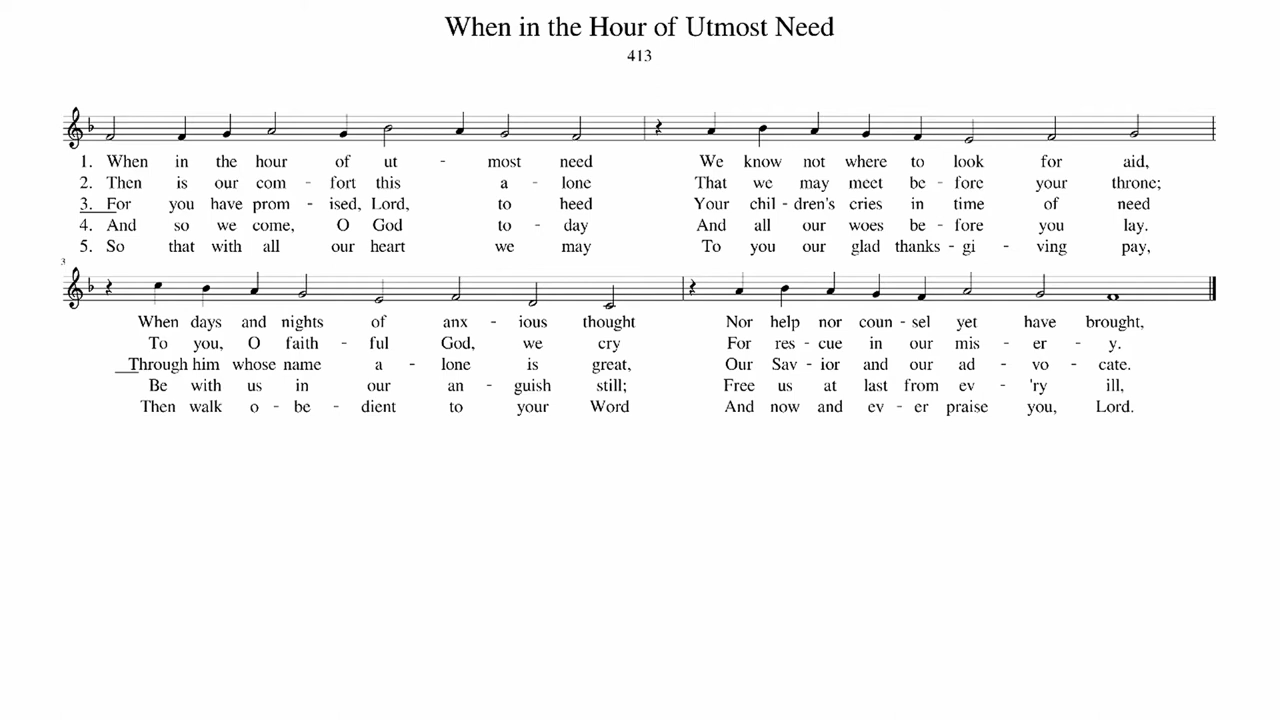 When in the Hour of Utmost Need
413
1. When in the hour of ut - most need We know not where to look for aid,
2. Then is our com - fort this a - lone That we may meet be - fore your throne;
3. For you have prom - ised, Lord, to heed Your chil - dren's cries in time of need
4. And so we come, O God to - day And all our woes be - fore you lay.
5. So that with all our heart we may To you our glad thanks - gi - ving pay,
3
When days and nights of anx - ious thought Nor help nor coun - sel yet have brought,
To you, O faith - ful God, we cry For res - cue in our mis - er - y.
Through him whose name a - lone is great, Our Sav - ior and our ad - vo - cate.
Be with us in our an - guish still; Free us at last from ev - 'ry ill,
Then walk o - be - dient to your Word And now and ev - er praise you, Lord.